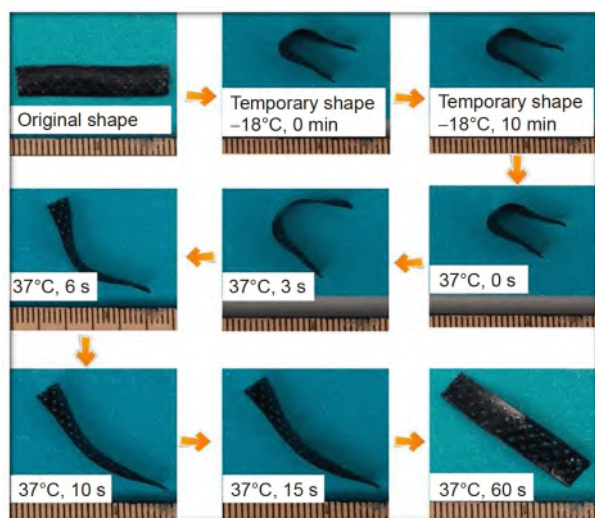 Original shape
Temporary shape
–18°C, 0 min
Temporary shape
–18°C, 10 min
37°C, 6 s
37°C, 3 s
37°C, 0 s
37°C, 10 s
37°C, 15 s
37°C, 60 s